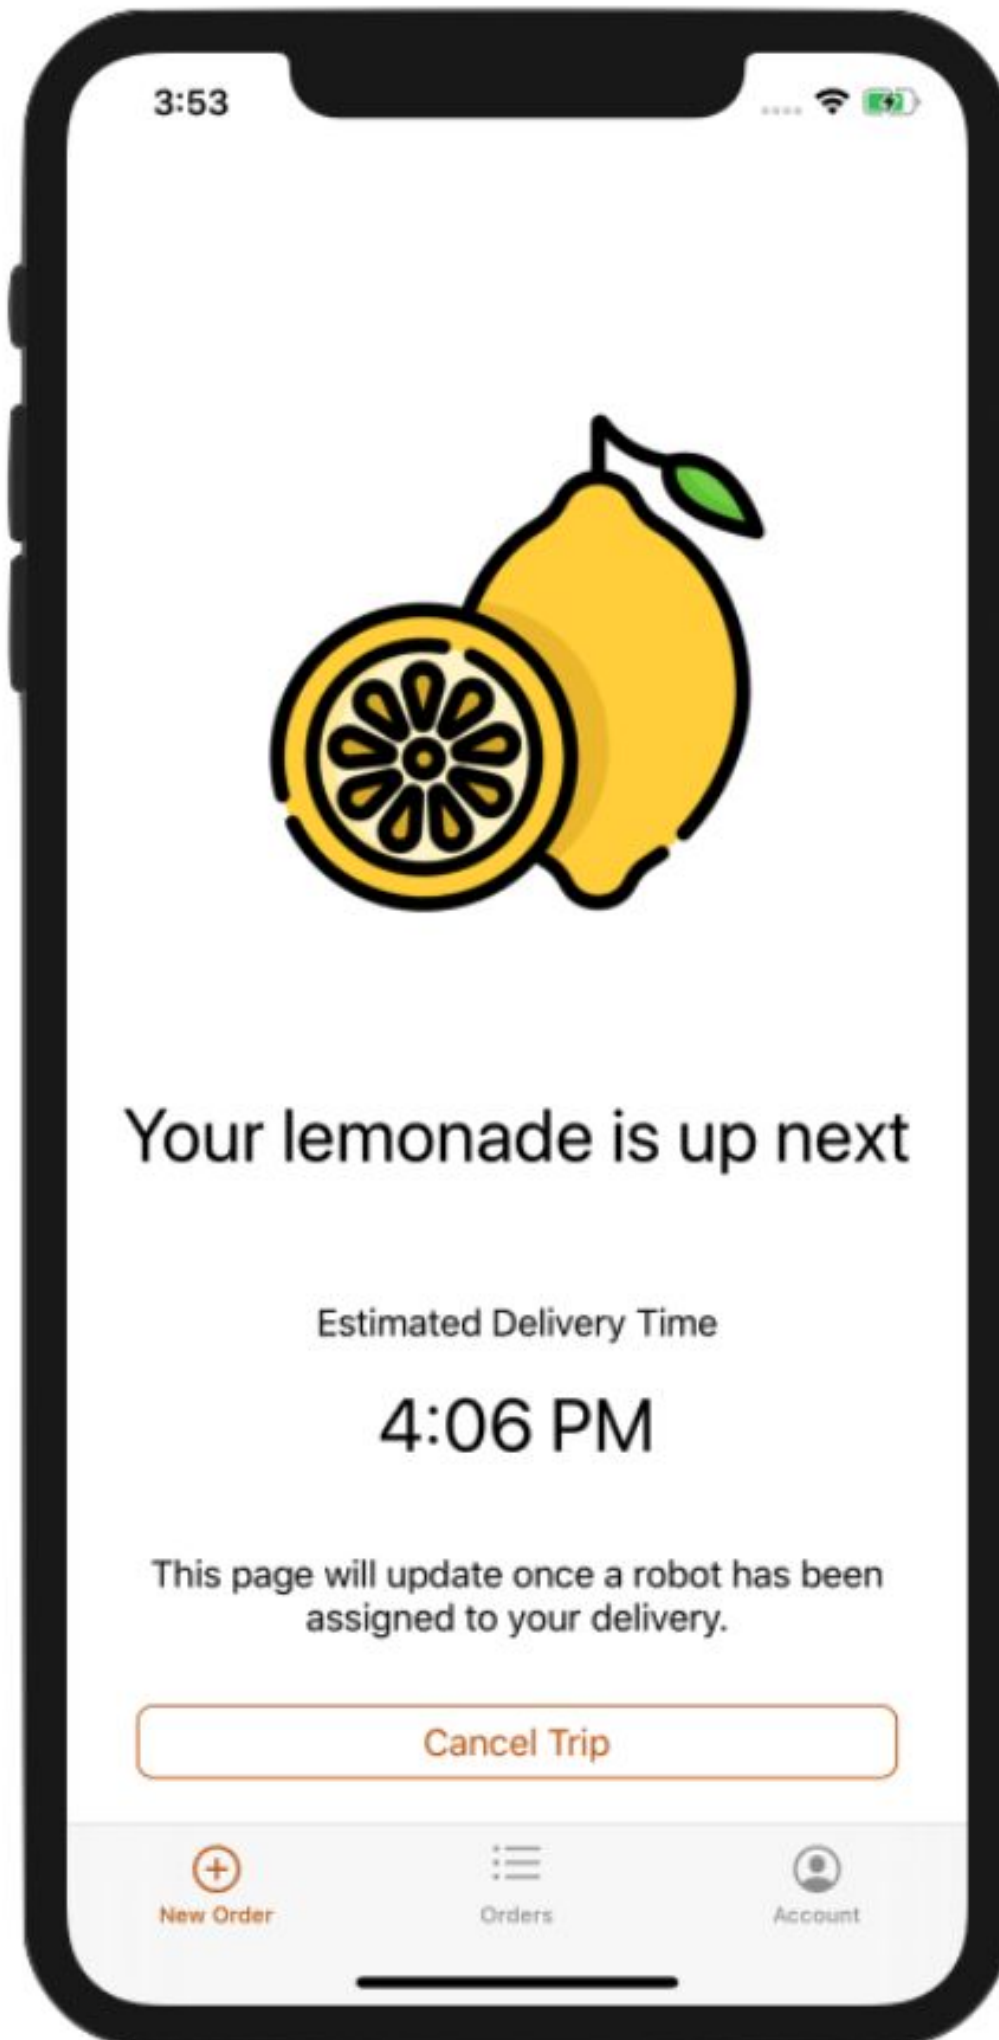 3:53
Your lemonade is up next
Estimated Delivery Time
4:06 PM
This page will update once a robot has been
assigned to your delivery.
Cancel Trip
New Order
Orders
Account